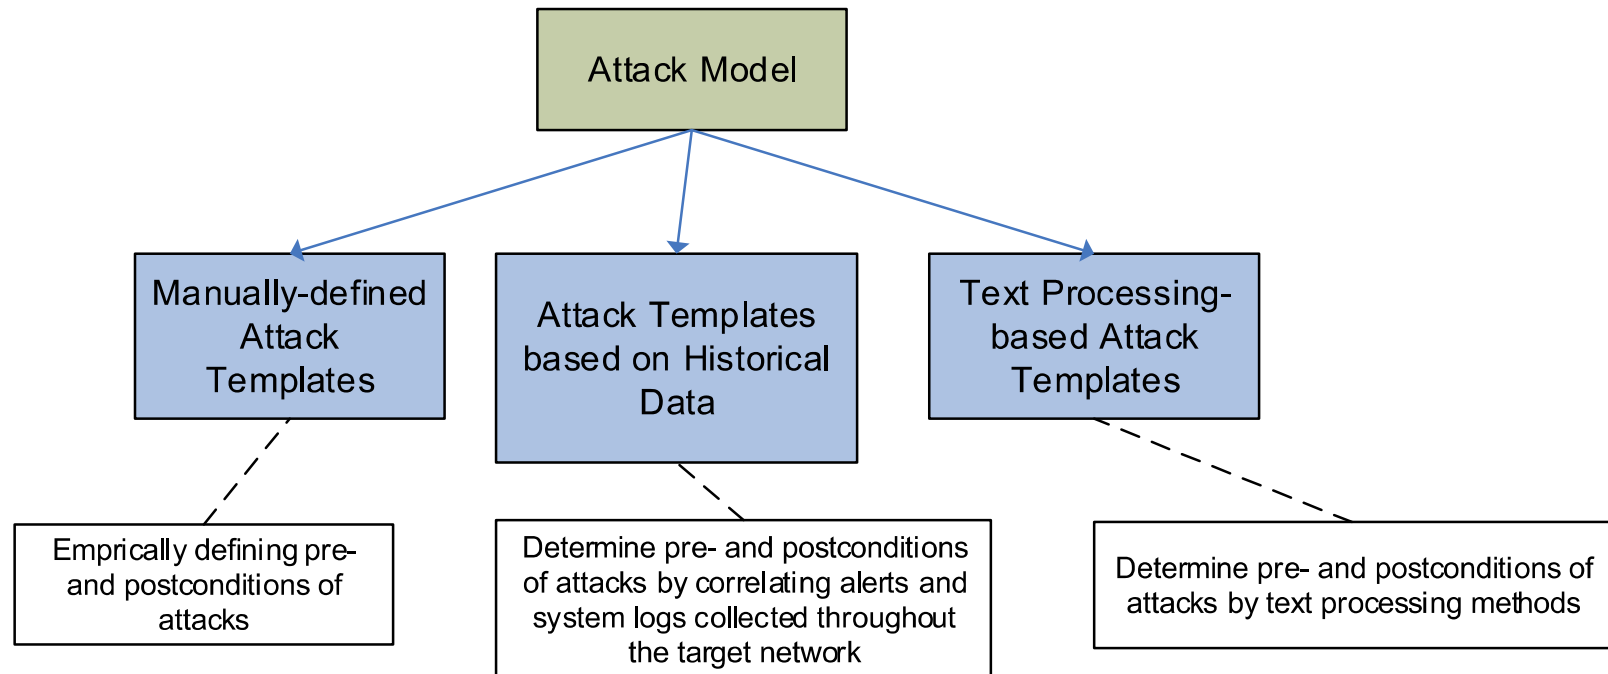 Attack Model
Manually-defined
Attack
Templates
Attack Templates
based on Historical
Data
Text Processing-
based Attack
Templates
Emprically defining pre-
and postconditions of
attacks
Determine pre- and postconditions
of attacks by correlating alerts and
system logs collected throughout
the target network
Determine pre- and postconditions of
attacks by text processing methods